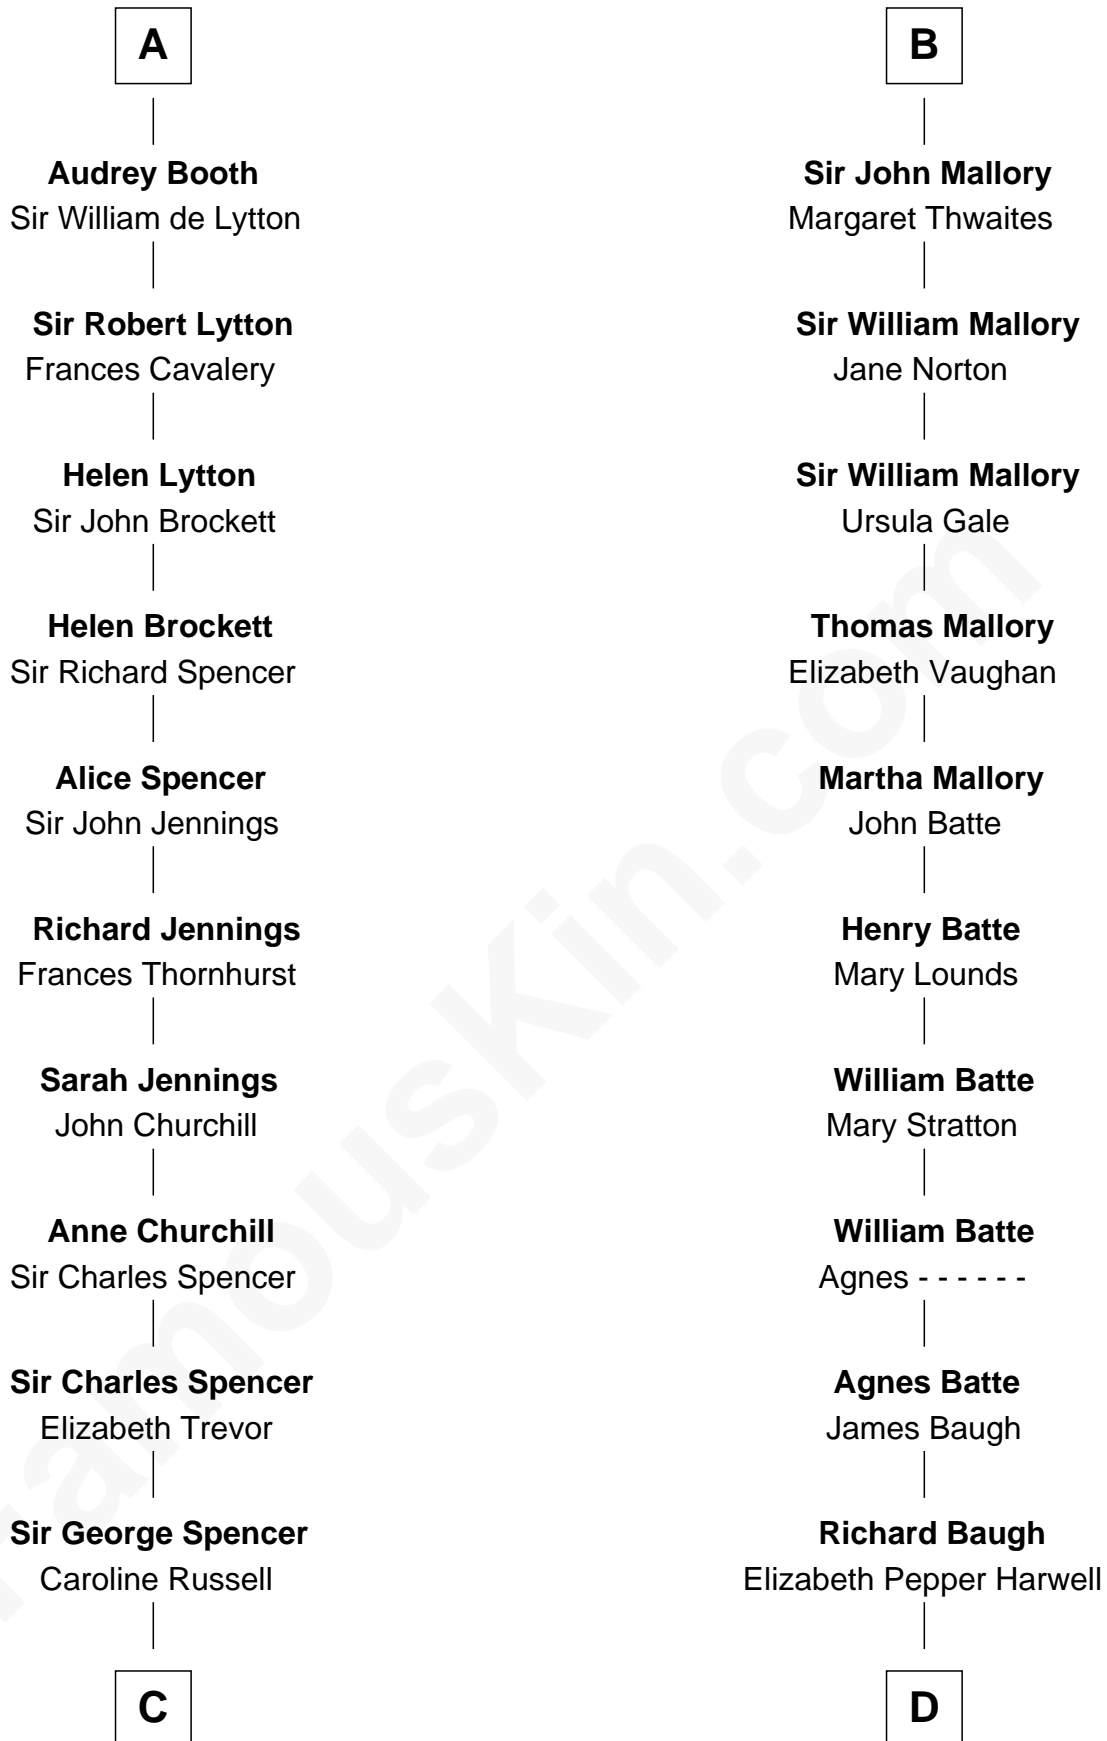 A
Audrey Booth
Sir William de Lytton
Sir Robert Lytton
Frances Cavalery
Helen Lytton
Sir John Brockett
Helen Brockett
Sir Richard Spencer
Alice Spencer
Sir John Jennings
Richard Jennings
Frances Thornhurst
Sarah Jennings
John Churchill
Anne Churchill
Sir Charles Spencer
Sir Charles Spencer
Elizabeth Trevor
Sir George Spencer
Caroline Russell
C
B
Sir John Mallory
Margaret Thwaites
Sir William Mallory
Jane Norton
Sir William Mallory
Ursula Gale
Thomas Mallory
Elizabeth Vaughan
Martha Mallory
John Batte
Henry Batte
Mary Lounds
William Batte
Mary Stratton
William Batte
Agnes - - - - - -
Agnes Batte
James Baugh
Richard Baugh
Elizabeth Pepper Harwell
D
FamousKin.com